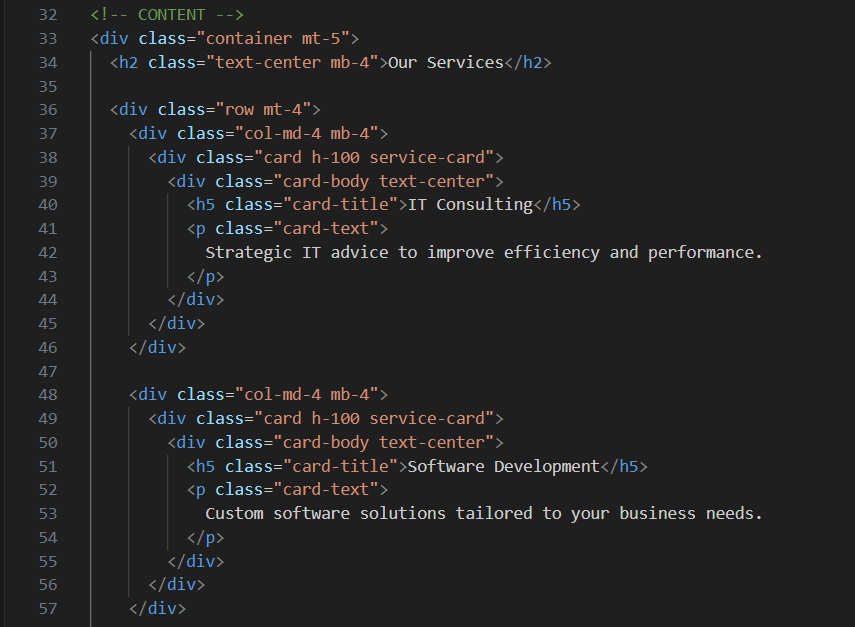 32 <!-- CONTENT -->
33 <div class="container mt-5">
34   <h2 class="text-center mb-4">Our Services</h2>
35
36   <div class="row mt-4">
37     <div class="col-md-4 mb-4">
38       <div class="card h-100 service-card">
39         <div class="card-body text-center">
40           <h5 class="card-title">IT Consulting</h5>
41           <p class="card-text">
42             Strategic IT advice to improve efficiency and performance.
43           </p>
44         </div>
45       </div>
46     </div>
47
48     <div class="col-md-4 mb-4">
49       <div class="card h-100 service-card">
50         <div class="card-body text-center">
51           <h5 class="card-title">Software Development</h5>
52           <p class="card-text">
53             Custom software solutions tailored to your business needs.
54           </p>
55         </div>
56       </div>
57     </div>